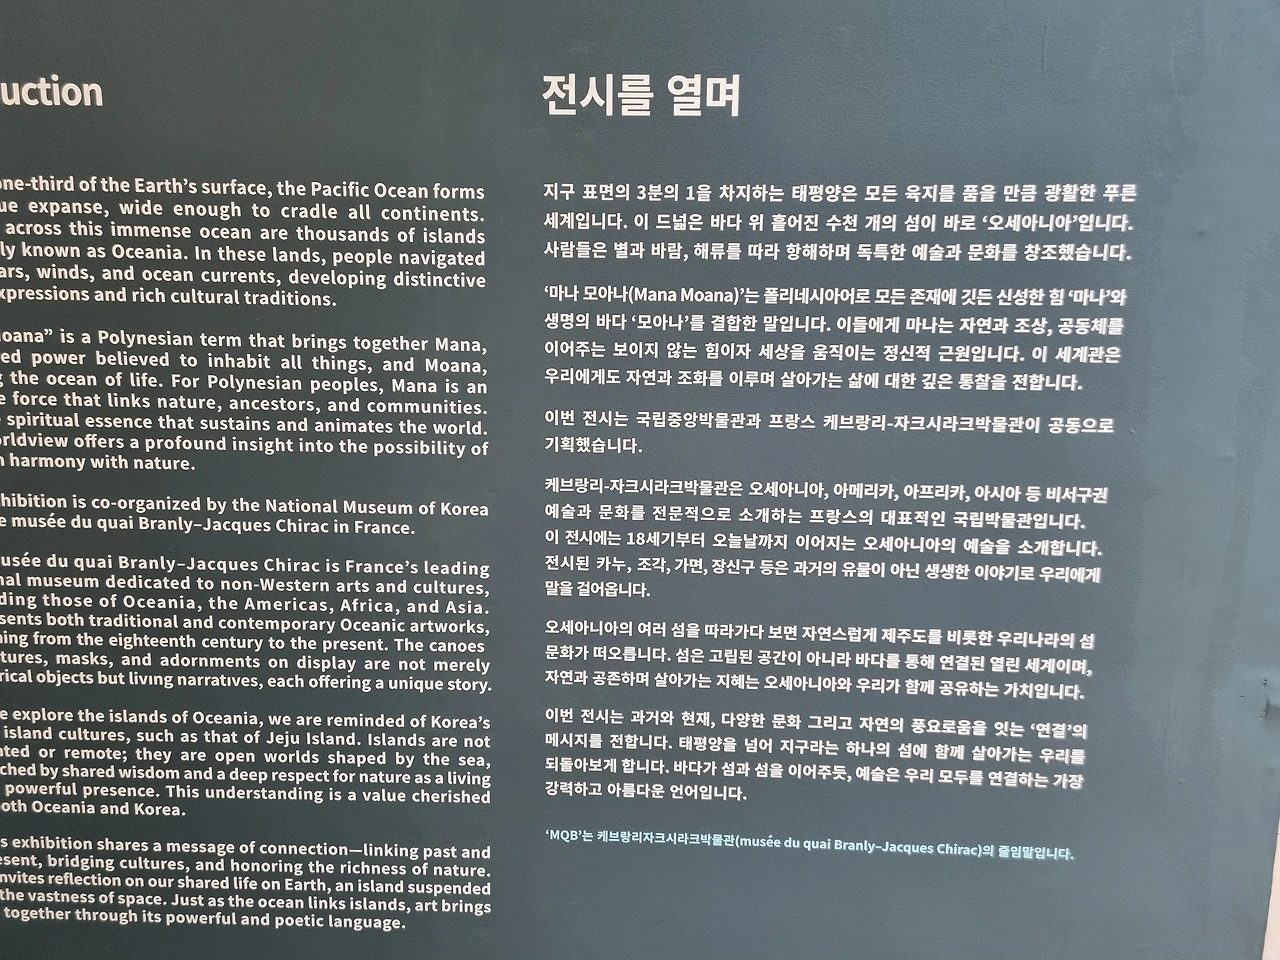 uction
one-third of the Earth's surface, the Pacific Ocean forms
expanse, wide enough to cradle all continents.
across this immense ocean are thousands of islands
known as Oceania. In these lands, people navigated
winds, and ocean currents, developing distinctive
and rich cultural traditions.
is a Polynesian term that brings together Mana,
power believed to inhabit all things, and Moana,
the ocean of life. For Polynesian peoples, Mana is an
force that links nature, ancestors, and communities.
spiritual essence that sustains and animates the world.
offers a profound insight into the possibility of
harmony with nature.
is co-organized by the National Museum of Korea
musée du quai Branly–Jacques Chirac in France.
du quai Branly–Jacques Chirac is France's leading
museum dedicated to non-Western arts and cultures,
those of Oceania, the Americas, Africa, and Asia.
both traditional and contemporary Oceanic artworks,
from the eighteenth century to the present. The canoes
masks, and adornments on display are not merely
objects but living narratives, each offering a unique story.
explore the islands of Oceania, we are reminded of Korea's
island cultures, such as that of Jeju Island. Islands are not
or remote; they are open worlds shaped by the sea,
by shared wisdom and a deep respect for nature as a living
powerful presence. This understanding is a value cherished
Oceania and Korea.
exhibition shares a message of connection—linking past and
bridging cultures, and honoring the richness of nature.
reflection on our shared life on Earth, an island suspended
the vastness of space. Just as the ocean links islands, art brings
together through its powerful and poetic language.
전시를 열며
지구 표면의 3분의 1을 차지하는 태평양은 모든 육지를 품을 만큼 광활한 푸른
세계입니다. 이 드넓은 바다 위 흩어진 수천 개의 섬이 바로 '오세아니아'입니다.
사람들은 별과 바람, 해류를 따라 항해하며 독특한 예술과 문화를 창조했습니다.
'마나 모아나(Mana Moana)'는 폴리네시아어로 모든 존재에 깃든 신성한 힘 '마나'와
생명의 바다 '모아나'를 결합한 말입니다. 이들에게 마나는 자연과 조상, 공동체를
이어주는 보이지 않는 힘이자 세상을 움직이는 정신적 근원입니다. 이 세계관은
우리에게도 자연과 조화를 이루며 살아가는 삶에 대한 깊은 통찰을 전합니다.
이번 전시는 국립중앙박물관과 프랑스 케브랑리-자크시라크박물관이 공동으로
기획했습니다.
케브랑리-자크시라크박물관은 오세아니아, 아메리카, 아프리카, 아시아 등 비서구권
예술과 문화를 전문적으로 소개하는 프랑스의 대표적인 국립박물관입니다.
이 전시에는 18세기부터 오늘날까지 이어지는 오세아니아의 예술을 소개합니다.
전시된 카누, 조각, 가면, 장신구 등은 과거의 유물이 아닌 생생한 이야기로 우리에게
말을 걸어옵니다.
오세아니아의 여러 섬을 따라가다 보면 자연스럽게 제주도를 비롯한 우리나라의 섬
문화가 떠오릅니다. 섬은 고립된 공간이 아니라 바다를 통해 연결된 열린 세계이며,
자연과 공존하며 살아가는 지혜는 오세아니아와 우리가 함께 공유하는 가치입니다.
이번 전시는 과거와 현재, 다양한 문화 그리고 자연의 풍요로움을 잇는 '연결'의
메시지를 전합니다. 태평양을 넘어 지구라는 하나의 섬에 함께 살아가는 우리를
되돌아보게 합니다. 바다가 섬과 섬을 이어주듯, 예술은 우리 모두를 연결하는 가장
강력하고 아름다운 언어입니다.
'MQB'는 케브랑리자크시라크박물관(musée du quai Branly–Jacques Chirac)의 줄임말입니다.